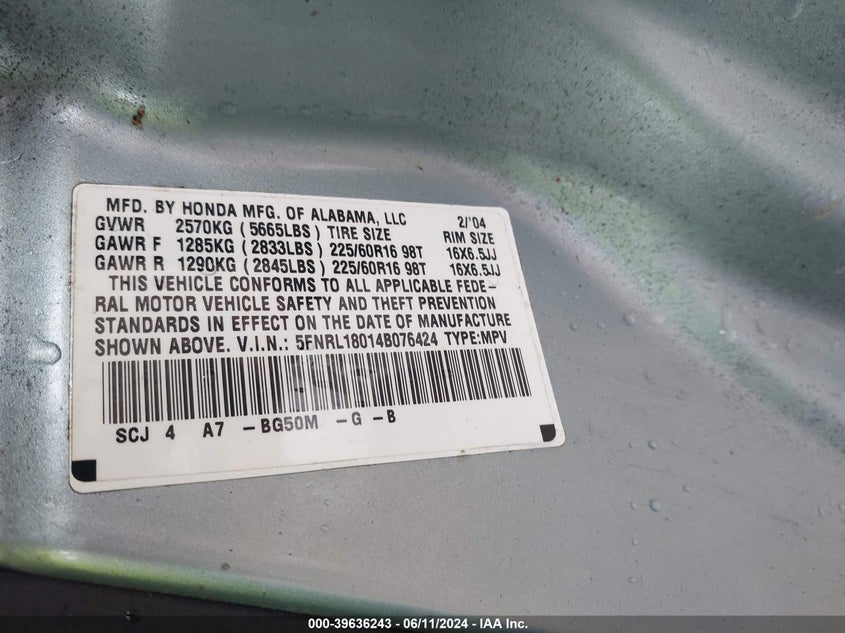 MFD. BY HONDA MFG. OF ALABAMA, LLC 2/'04
GVWR 2570KG (5665LBS) TIRE SIZE RIM SIZE
GAWR F 1285KG (2833LBS) 225/60R16 98T 16X6.5JJ
GAWR R 1290KG (2845LBS) 225/60R16 98T 16X6.5JJ
THIS VEHICLE CONFORMS TO ALL APPLICABLE FEDE-
RAL MOTOR VEHICLE SAFETY AND THEFT PREVENTION
STANDARDS IN EFFECT ON THE DATE OF MANUFACTURE
SHOWN ABOVE. V.I.N.: 5FNRL18014B076424 TYPE:MPV
SCJ 4 A7 -BG50M -G -B
000-39636243 - 06/11/2024 - IAA Inc.